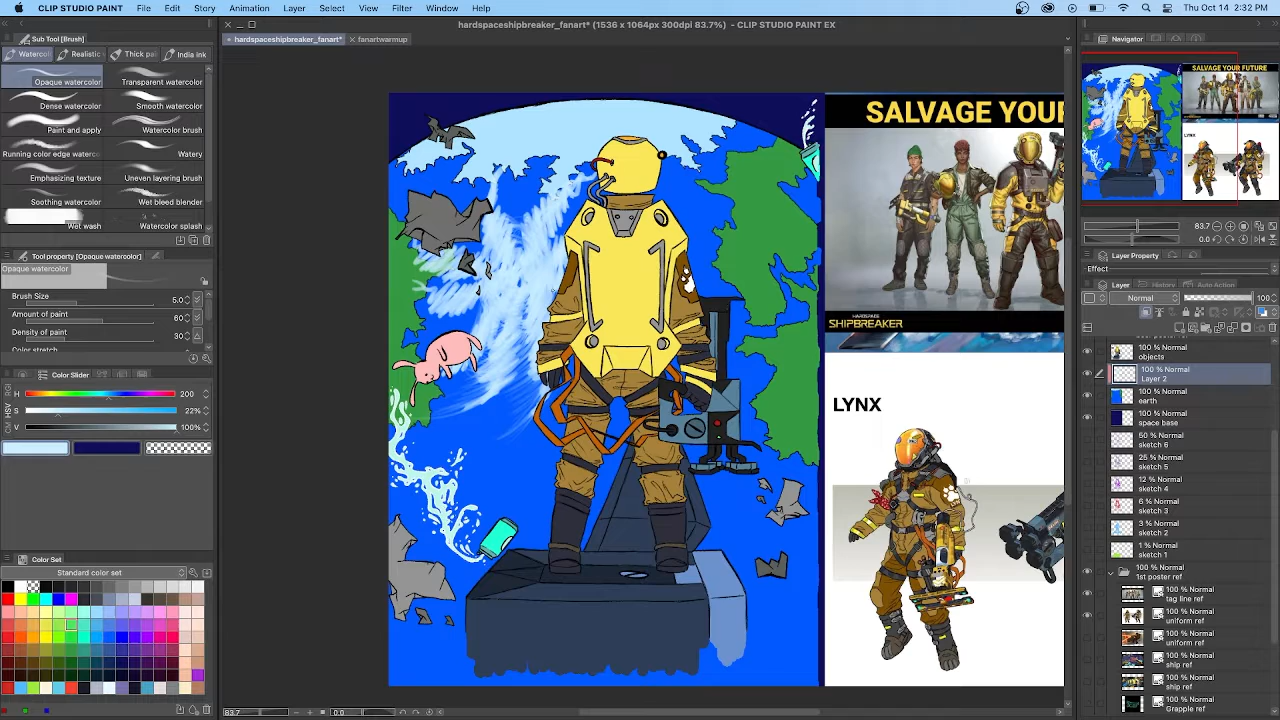 CLIP STUDIO PAINT File Edit Story Animation Layer Select View Filter Window Help Thu Oct 14 2:32 PM
hardspaceshipbreaker_fanart* (1536 x 1064px 300dpi 83.7%) - CLIP STUDIO PAINT EX
hardspaceshipbreaker_fanart* fanartwarmup
Sub Tool [Brush]
Watercol Realistic Thick pai India ink
Opaque watercolor Transparent watercolor
Dense watercolor Smooth watercolor
Paint and apply Watercolor brush
Running color edge waterc Watery
Emphasizing texture Uneven layering brush
Soothing watercolor Wet bleed blender
Wet wash Watercolor splash
Tool property [Opaque watercolor]
Opaque watercolor
Brush Size 5.0
Amount of paint 60
Density of paint 30
Color stretch
Color Slider
H 200
S 22%
V 100%
HSV
Color Set
Standard color set
83.7 0.0
SALVAGE YOUR
HARDSPACE
SHIPBREAKER
LYNX
Navigator
SALVAGE YOUR FUTURE
LYNX
83.7
0.0
Layer Property
Effect
Layer History Auto Action
Normal 100
100 % Normal
objects
100 % Normal
Layer 2
100 % Normal
earth
100 % Normal
space base
50 % Normal
sketch 6
25 % Normal
sketch 5
12 % Normal
sketch 4
6 % Normal
sketch 3
3 % Normal
sketch 2
1 % Normal
sketch 1
100 % Normal
1st poster ref
100 % Normal
tag line ref
100 % Normal
uniform ref
100 % Normal
uniform ref
100 % Normal
ship ref
100 % Normal
ship ref
100 % Normal
Grapple ref